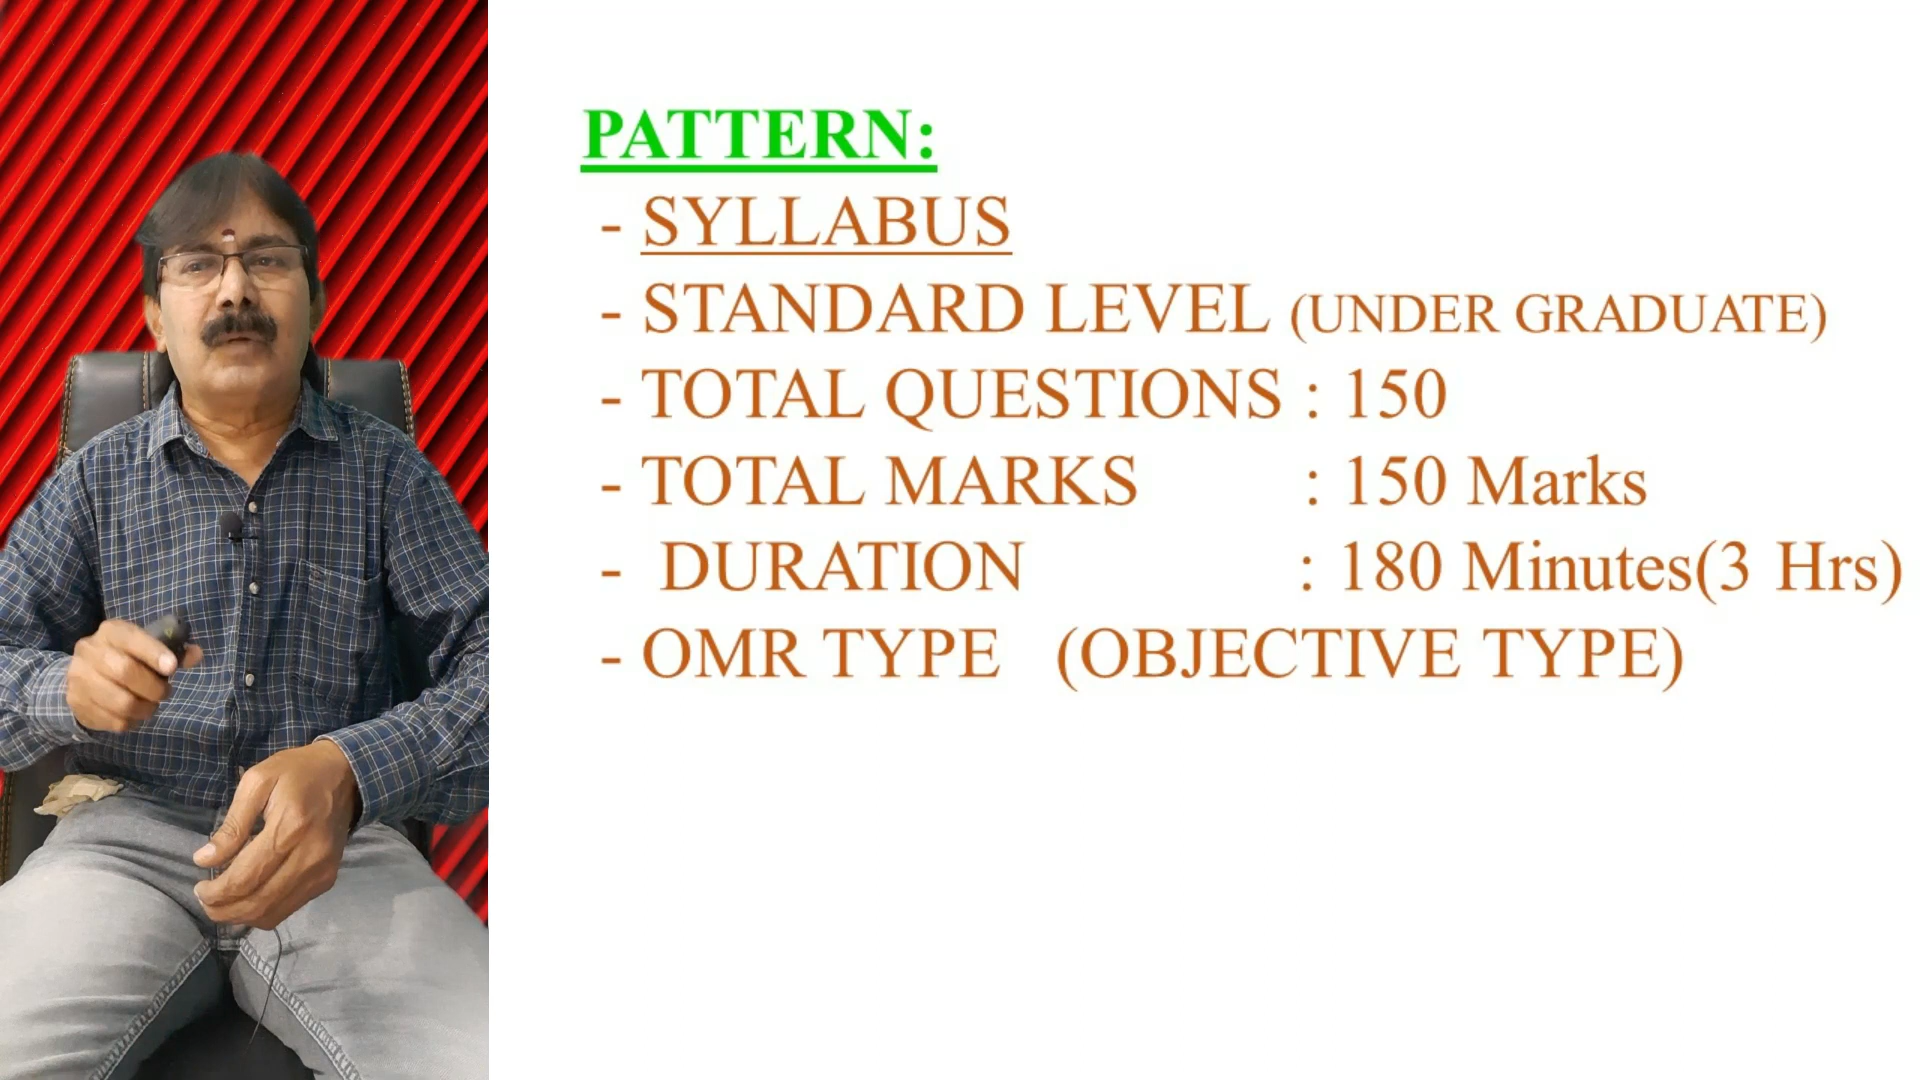 PATTERN:
- SYLLABUS
- STANDARD LEVEL (UNDER GRADUATE)
- TOTAL QUESTIONS : 150
- TOTAL MARKS : 150 Marks
- DURATION : 180 Minutes(3 Hrs)
- OMR TYPE (OBJECTIVE TYPE)